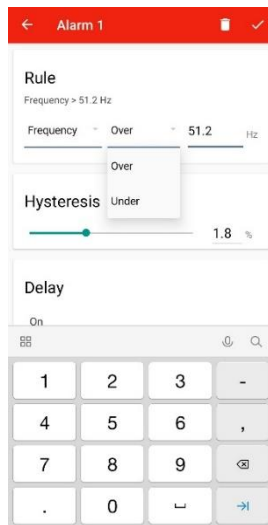 Alarm 1
Rule
Frequency > 51.2 Hz
Frequency Over 51.2 Hz
Over
Under
Hysteresis
1.8 %
Delay
On
1 2 3 -
4 5 6 ,
7 8 9
. 0